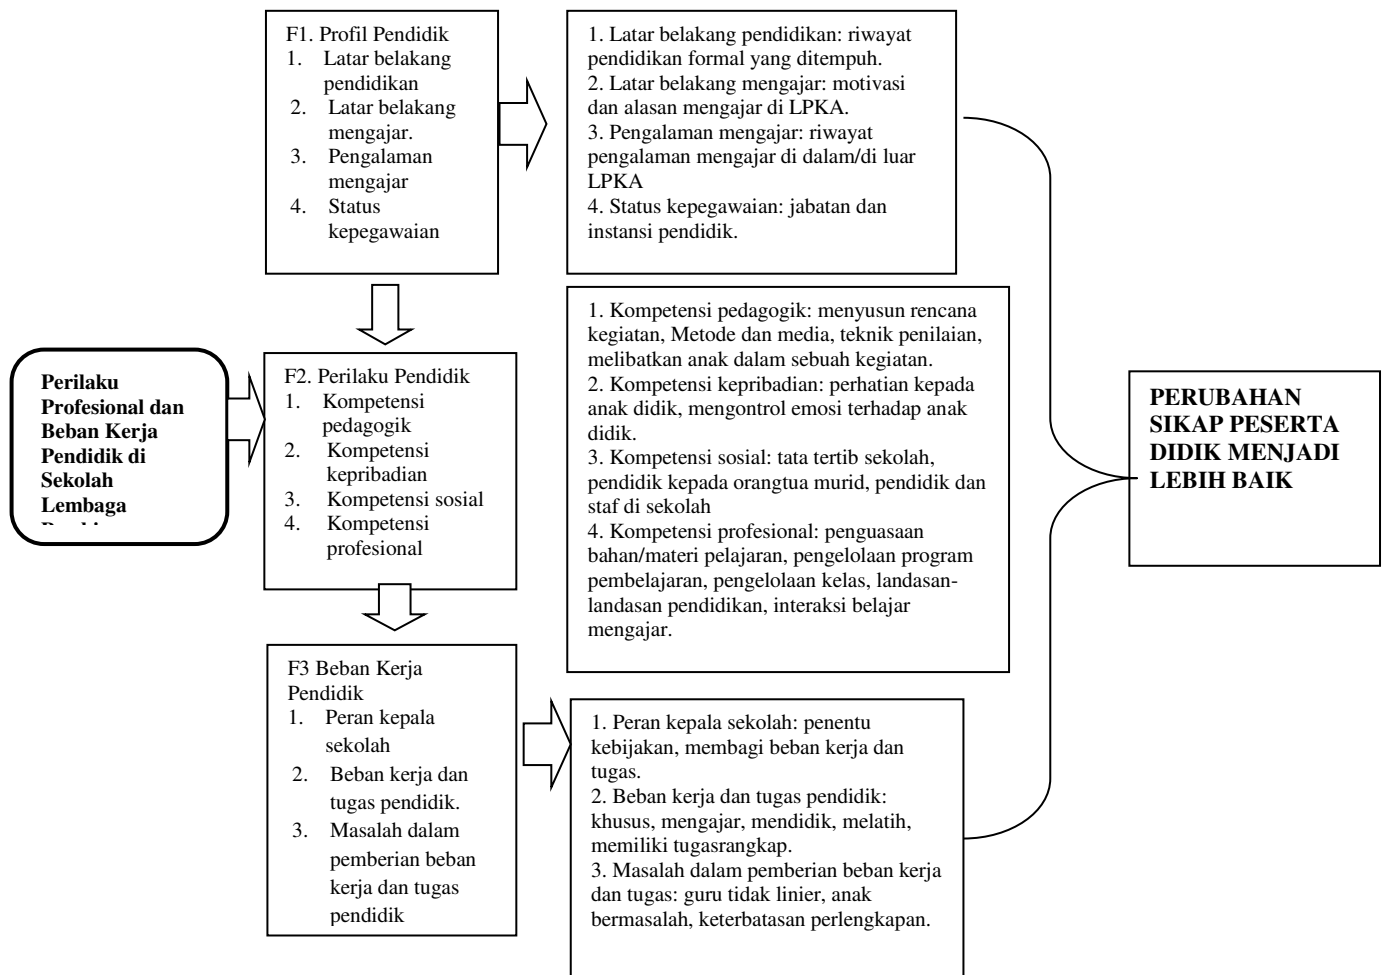 F1. Profil Pendidik
1. Latar belakang
pendidikan
2. Latar belakang
mengajar.
3. Pengalaman
mengajar
4. Status
kepegawaian
1. Latar belakang pendidikan: riwayat
pendidikan formal yang ditempuh.
2. Latar belakang mengajar: motivasi
dan alasan mengajar di LPKA.
3. Pengalaman mengajar: riwayat
pengalaman mengajar di dalam/di luar
LPKA
4. Status kepegawaian: jabatan dan
instansi pendidik.
Perilaku
Profesional dan
Beban Kerja
Pendidik di
Sekolah
Lembaga
F2. Perilaku Pendidik
1. Kompetensi
pedagogik
2. Kompetensi
kepribadian
3. Kompetensi sosial
4. Kompetensi
profesional
1. Kompetensi pedagogik: menyusun rencana
kegiatan, Metode dan media, teknik penilaian,
melibatkan anak dalam sebuah kegiatan.
2. Kompetensi kepribadian: perhatian kepada
anak didik, mengontrol emosi terhadap anak
didik.
3. Kompetensi sosial: tata tertib sekolah,
pendidik kepada orangtua murid, pendidik dan
staf di sekolah
4. Kompetensi profesional: penguasaan
bahan/materi pelajaran, pengelolaan program
pembelajaran, pengelolaan kelas, landasan-
landasan pendidikan, interaksi belajar
mengajar.
F3 Beban Kerja
Pendidik
1. Peran kepala
sekolah
2. Beban kerja dan
tugas pendidik.
3. Masalah dalam
pemberian beban
kerja dan tugas
pendidik
1. Peran kepala sekolah: penentu
kebijakan, membagi beban kerja dan
tugas.
2. Beban kerja dan tugas pendidik:
khusus, mengajar, mendidik, melatih,
memiliki tugasrangkap.
3. Masalah dalam pemberian beban kerja
dan tugas: guru tidak linier, anak
bermasalah, keterbatasan perlengkapan.
PERUBAHAN
SIKAP PESERTA
DIDIK MENJADI
LEBIH BAIK